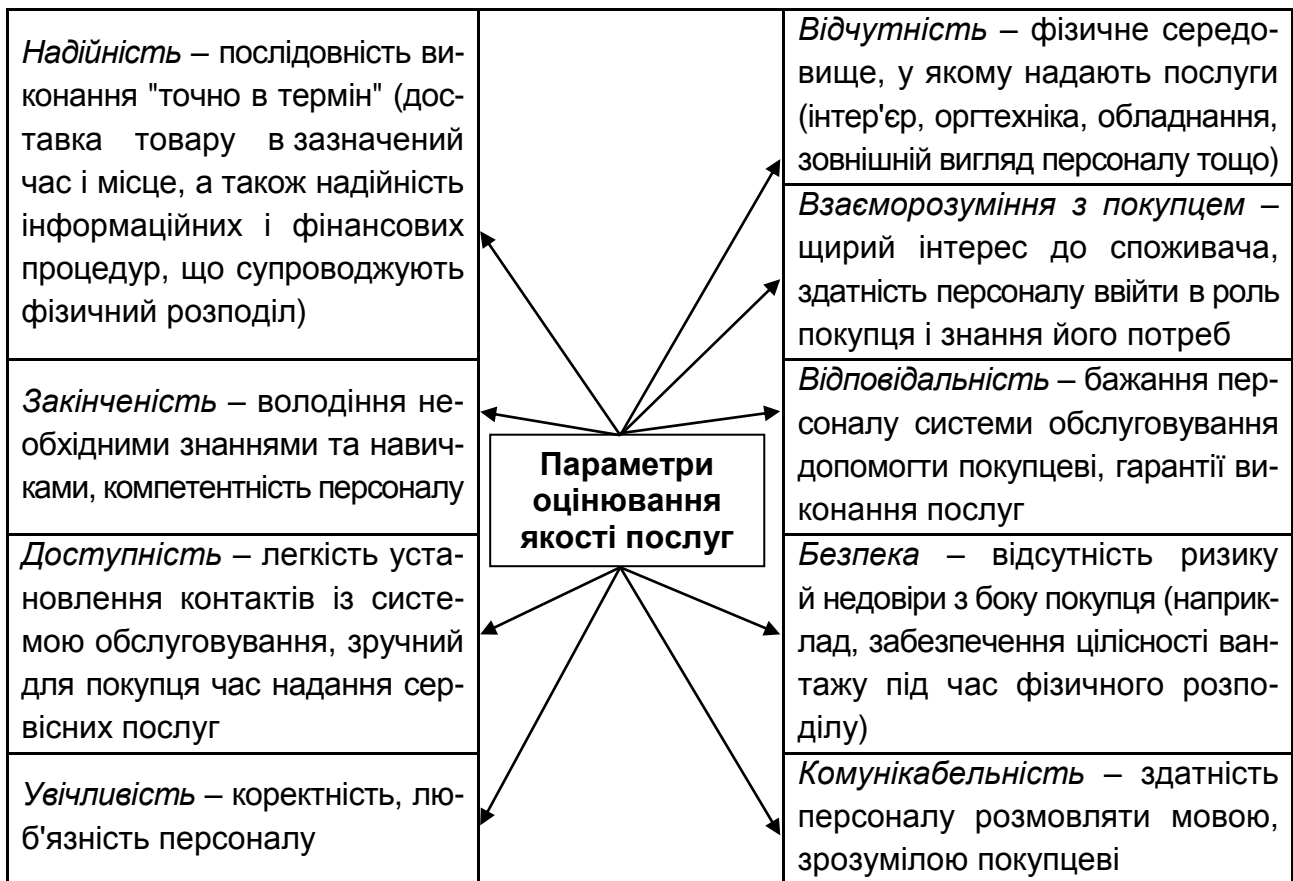 Надійність – послідовність ви-
конання "точно в термін" (дос-
тавка товару в зазначений
час і місце, а також надійність
інформаційних і фінансових
процедур, що супроводжують
фізичний розподіл)
Закінченість – володіння не-
обхідними знаннями та навич-
ками, компетентність персоналу
Доступність – легкість уста-
новлення контактів із систе-
мою обслуговування, зручний
для покупця час надання сер-
вісних послуг
Увічливість – коректність, лю-
б'язність персоналу
Параметри
оцінювання
якості послуг
Відчутність – фізичне середо-
вище, у якому надають послуги
(інтер'єр, оргтехніка, обладнання,
зовнішній вигляд персоналу тощо)
Взаєморозуміння з покупцем –
щирий інтерес до споживача,
здатність персоналу ввійти в роль
покупця і знання його потреб
Відповідальність – бажання пер-
соналу системи обслуговування
допомогти покупцеві, гарантії ви-
конання послуг
Безпека – відсутність ризику
й недовіри з боку покупця (наприк-
лад, забезпечення цілісності ван-
тажу під час фізичного розпо-
ділу)
Комунікабельність – здатність
персоналу розмовляти мовою,
зрозумілою покупцеві